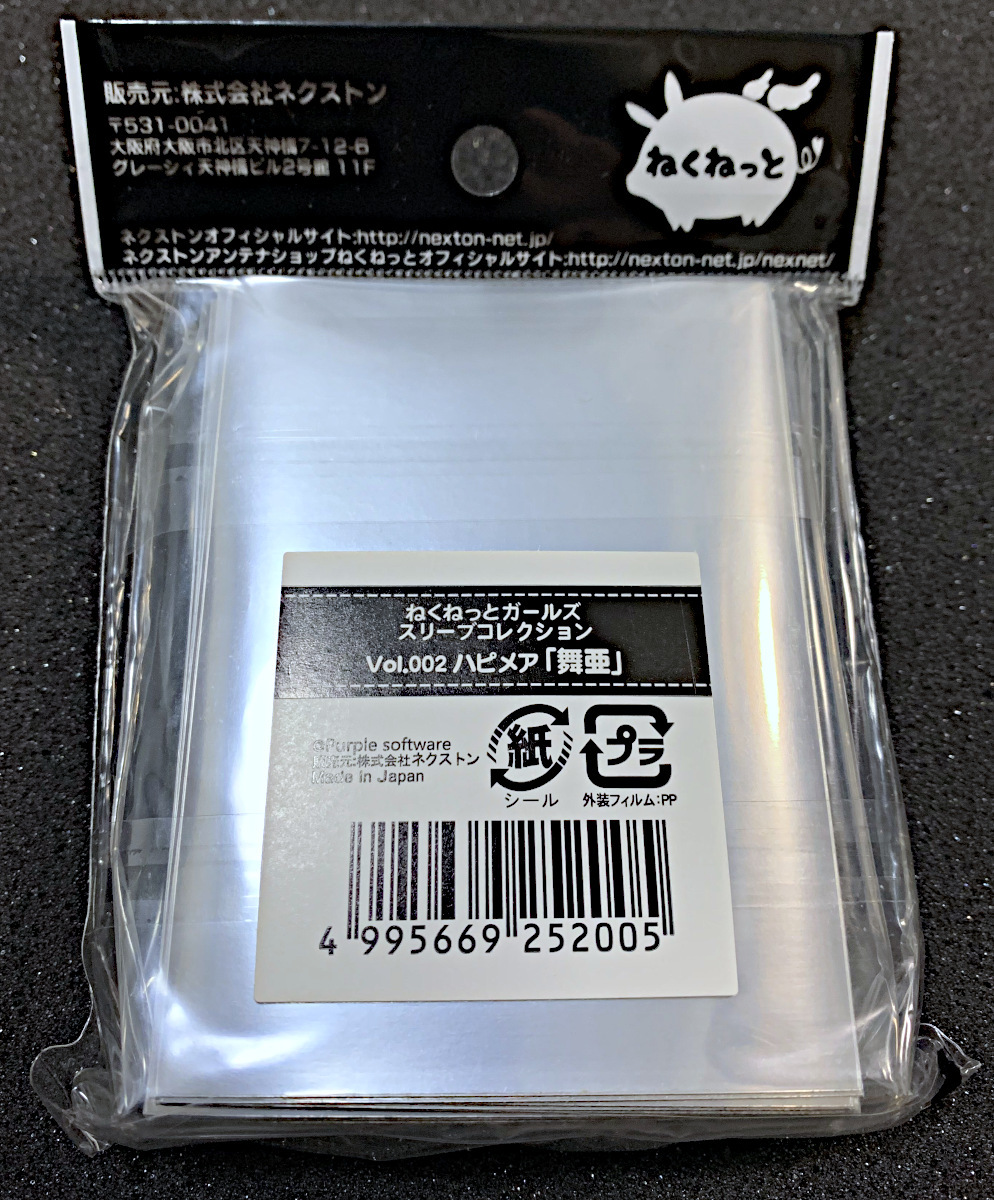 販売元:株式会社ネクストン
〒531-0041
大阪府大阪市北区天神橋7-12-6
グレーシィ天神橋ビル2号館 11F
ねくねっと
ネクストンオフィシャルサイト:http://nexton-net.jp/
ネクストンアンテナショップねくねっとオフィシャルサイト:http://nexton-net.jp/nexnet/
ねくねっとガールズ
スリーブコレクション
Vol.002 ハピメア「舞亜」
©Purple software
販売元:株式会社ネクストン
Made in Japan
紙
シール
プラ
外装フィルム:PP
4 995669 252005